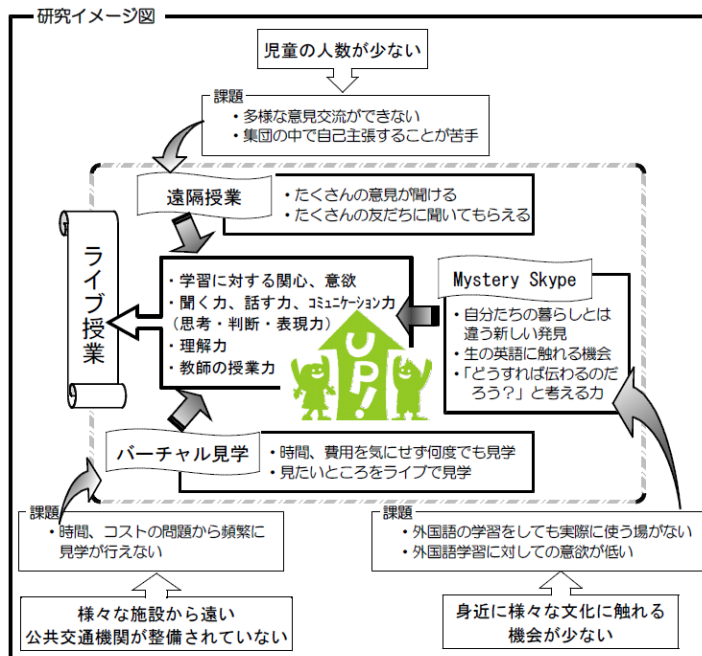 研究イメージ図
児童の人数が少ない
課題
・多様な意見交流ができない
・集団の中で自己主張することが苦手
遠隔授業
・たくさんの意見が聞ける
・たくさんの友だちに聞いてもらえる
ライブ授業
・学習に対する関心、意欲
・聞く力、話す力、ｺﾐｭﾆｹｰｼｮﾝ力
（思考・判断・表現力）
・理解力
・教師の授業力
UP!
Mystery Skype
・自分たちの暮らしとは
違う新しい発見
・生の英語に触れる機会
・「どうすれば伝わるのだ
ろう？」と考える力
バーチャル見学
・時間、費用を気にせず何度でも見学
・見たいところをライブで見学
課題
・時間、コストの問題から頻繁に
見学が行えない
様々な施設から遠い
公共交通機関が整備されていない
課題
・外国語の学習をしても実際に使う場がない
・外国語学習に対しての意欲が低い
身近に様々な文化に触れる
機会が少ない